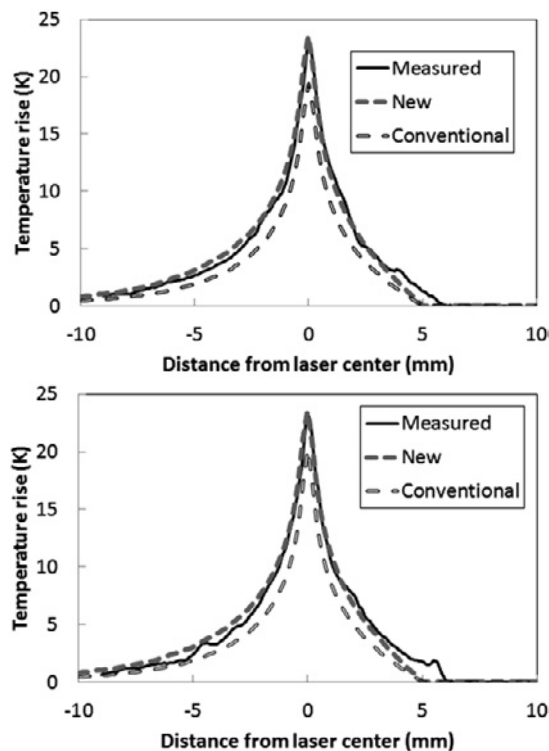 25
20
15
10
5
0
Temperature rise (K)
Measured
New
Conventional
-10 -5 0 5 10
Distance from laser center (mm)
25
20
15
10
5
0
Temperature rise (K)
Measured
New
Conventional
-10 -5 0 5 10
Distance from laser center (mm)